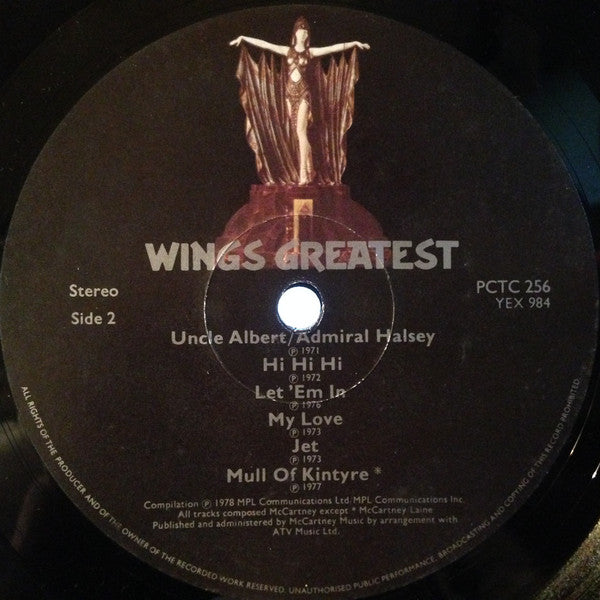 WINGS GREATEST
Stereo
PCTC 256
YEX 984
Side 2
Uncle Albert/Admiral Halsey
Ⓟ 1971
Hi Hi Hi
Ⓟ 1972
Let 'Em In
Ⓟ 1976
My Love
Ⓟ 1973
Jet
Ⓟ 1973
Mull Of Kintyre *
Ⓟ 1977
Compilation Ⓟ 1978 MPL Communications Ltd. MPL Communications Inc.
All tracks composed McCartney except * McCartney Laine
Published and administered by McCartney Music by arrangement with
ATV Music Ltd.
ALL RIGHTS OF THE PRODUCER AND OF THE OWNER OF THE RECORDED WORK RESERVED. UNAUTHORISED PUBLIC PERFORMANCE, BROADCASTING AND COPYING OF THIS RECORD PROHIBITED.